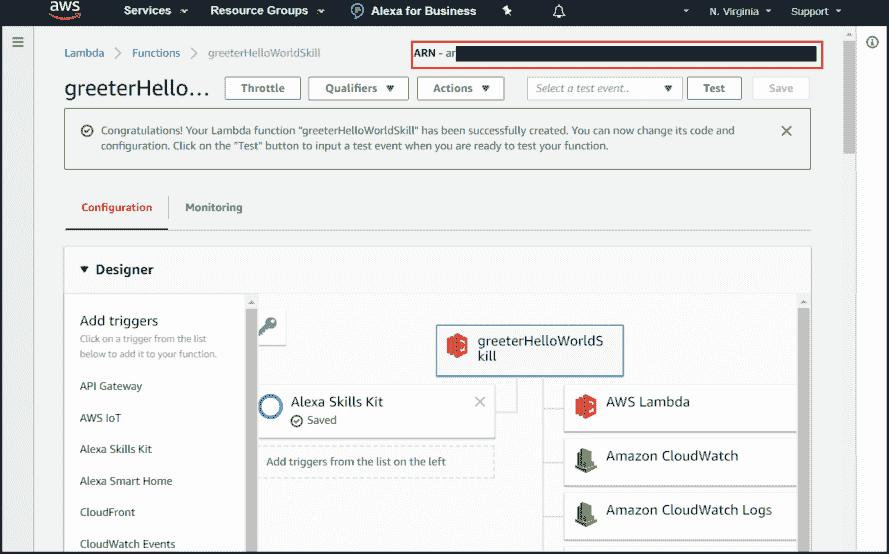 aws Services Resource Groups Alexa for Business N. Virginia Support
Lambda Functions greeterHelloWorldSkill ARN - ar
greeterHello... Throttle Qualifiers Actions Select a test event.. Test Save
Congratulations! Your Lambda function "greeterHelloWorldSkill" has been successfully created. You can now change its code and
configuration. Click on the "Test" button to input a test event when you are ready to test your function.
Configuration Monitoring
Designer
Add triggers
Click on a trigger from the list
below to add it to your function.
API Gateway
AWS IoT
Alexa Skills Kit
Alexa Smart Home
CloudFront
CloudWatch Events
greeterHelloWorldS
kill
Alexa Skills Kit
Saved
Add triggers from the list on the left
AWS Lambda
Amazon CloudWatch
Amazon CloudWatch Logs